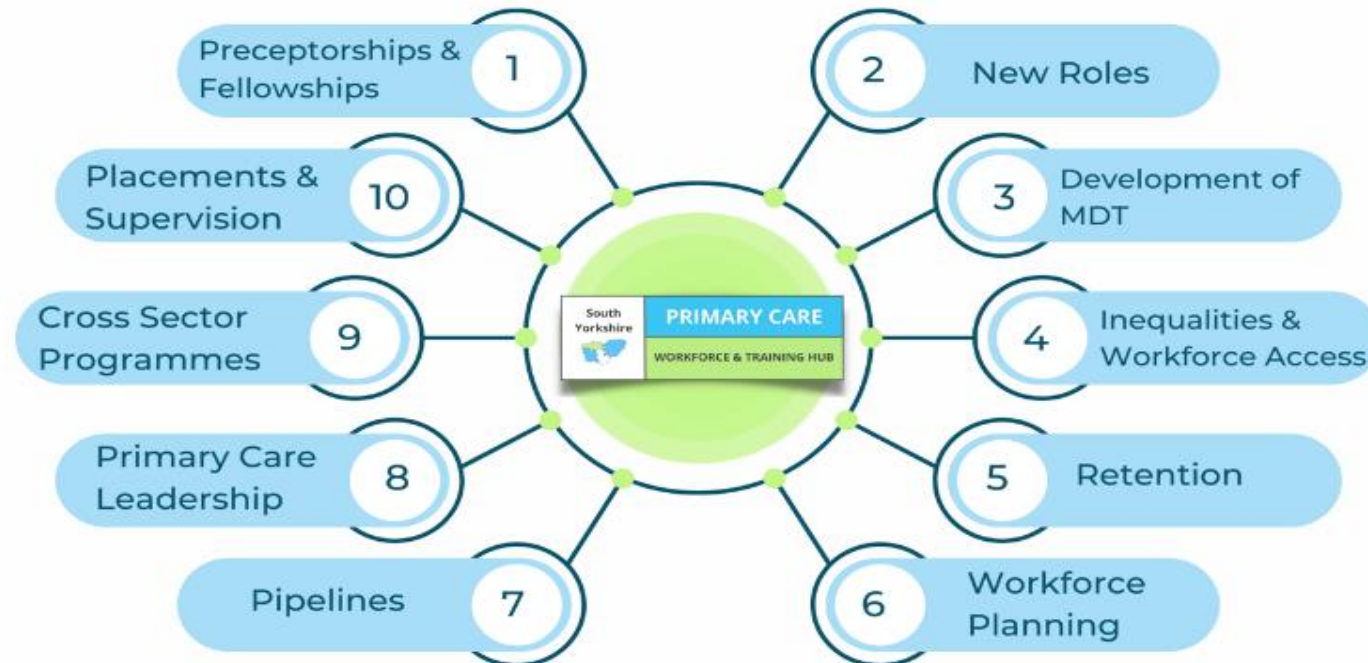 1
Preceptorships &
Fellowships
2
New Roles
3
Development of
MDT
4
Inequalities &
Workforce Access
5
Retention
6
Workforce
Planning
7
Pipelines
8
Primary Care
Leadership
9
Cross Sector
Programmes
10
Placements &
Supervision
South
Yorkshire
PRIMARY CARE
WORKFORCE & TRAINING HUB